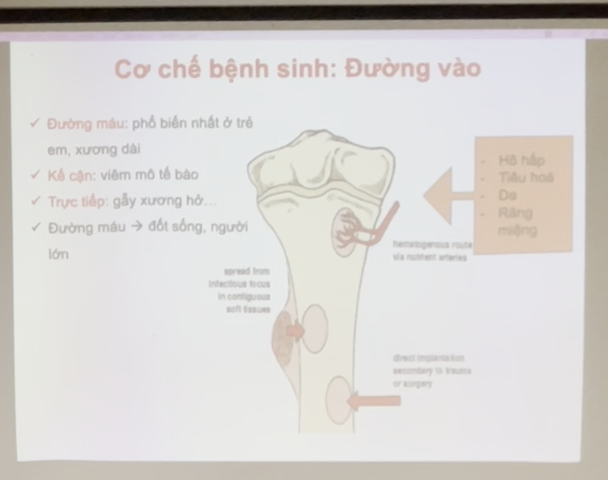 Cơ chế bệnh sinh: Đường vào
✓ Đường máu: phổ biến nhất ở trẻ
em, xương dài
✓ Kế cận: viêm mô tế bào
✓ Trực tiếp: gẫy xương hở...
✓ Đường máu → đốt sống, người
lớn
- Hô hấp
- Tiêu hoá
- Da
- Răng
miệng
hematogenous route
via nutrient arteries
spread from
infectious focus
in contiguous
soft tissues
direct implantation
secondary to trauma
or surgery